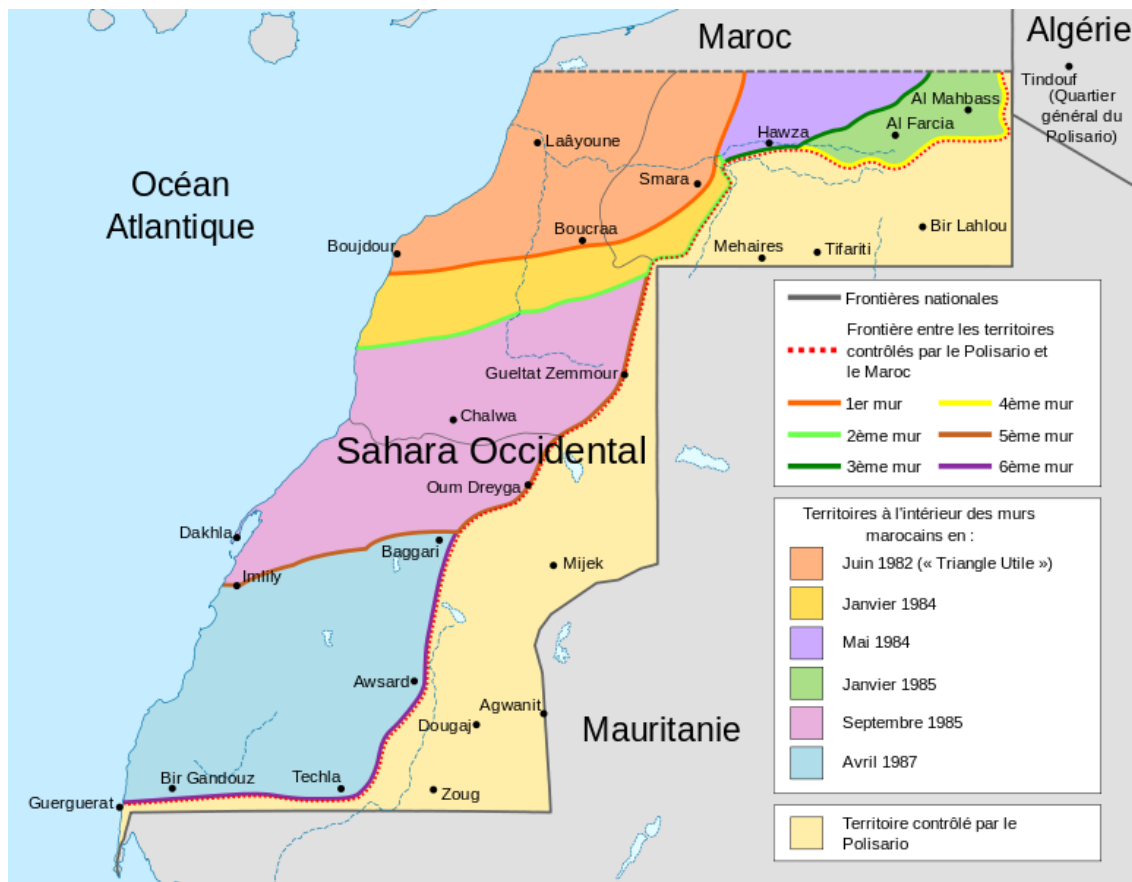 Maroc
Algérie
Tindouf
(Quartier
général du
Polisario)
Al Mahbass
Al Farcia
Hawza
Laâyoune
Océan
Atlantique
Smara
Boucraa
Boujdour
Bir Lahlou
Mehaires
Tifariti
Gueltat Zemmour
Chalwa
Sahara Occidental
Oum Dreyga
Dakhla
Baggari
Imlily
Mijek
Awsard
Agwanit
Dougaj
Mauritanie
Bir Gandouz
Techla
Zoug
Guerguerat
Frontières nationales
Frontière entre les territoires
contrôlés par le Polisario et
le Maroc
1er mur
4ème mur
2ème mur
5ème mur
3ème mur
6ème mur
Territoires à l'intérieur des murs
marocains en :
Juin 1982 (« Triangle Utile »)
Janvier 1984
Mai 1984
Janvier 1985
Septembre 1985
Avril 1987
Territoire contrôlé par le
Polisario